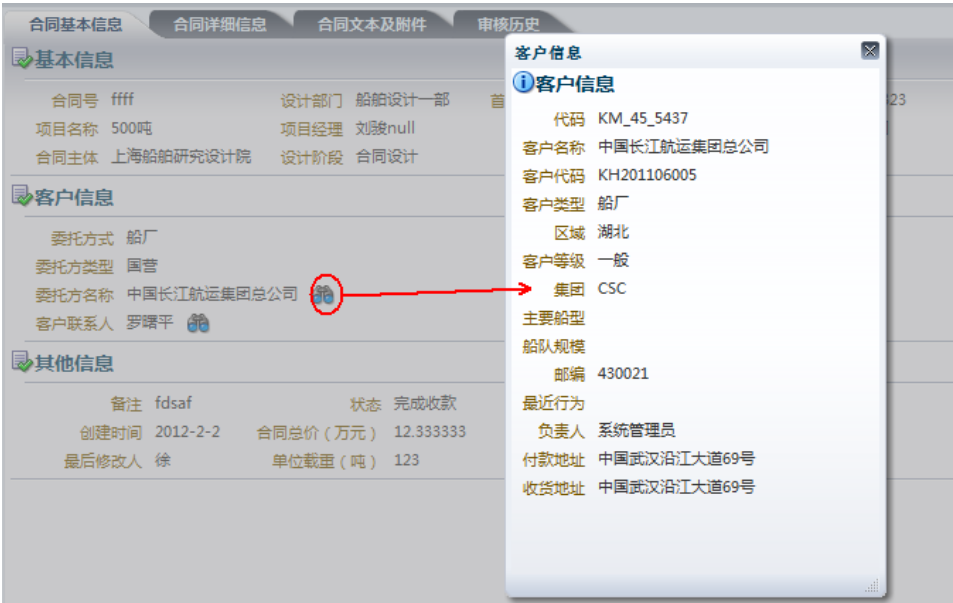 合同基本信息 合同详细信息 合同文本及附件 审核历史
基本信息
合同号 ffff 设计部门 船舶设计一部 首 323
项目名称 500吨 项目经理 刘骏null
合同主体 上海船舶研究设计院 设计阶段 合同设计
客户信息
委托方式 船厂
委托方类型 国营
委托方名称 中国长江航运集团总公司
客户联系人 罗曙平
其他信息
备注 fdsaf 状态 完成收款
创建时间 2012-2-2 合同总价(万元) 12.333333
最后修改人 徐 单位载重(吨) 123
客户信息
客户信息
代码 KM_45_5437
客户名称 中国长江航运集团总公司
客户代码 KH201106005
客户类型 船厂
区域 湖北
客户等级 一般
集团 CSC
主要船型
船队规模
邮编 430021
最近行为
负责人 系统管理员
付款地址 中国武汉沿江大道69号
收货地址 中国武汉沿江大道69号